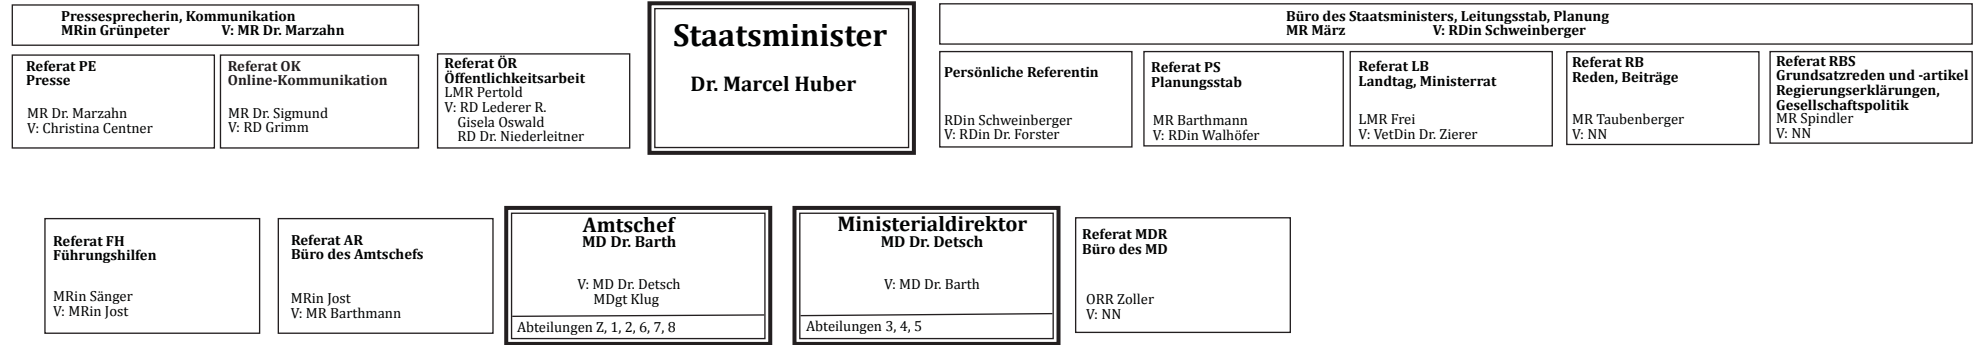 Pressesprecherin, Kommunikation
MRin Grünpeter V: MR Dr. Marzahn
Referat PE
Presse
MR Dr. Marzahn
V: Christina Centner
Referat OK
Online-Kommunikation
MR Dr. Sigmund
V: RD Grimm
Referat ÖR
Öffentlichkeitsarbeit
LMR Pertold
V: RD Lederer R.
Gisela Oswald
RD Dr. Niederleitner
Staatsminister
Dr. Marcel Huber
Büro des Staatsministers, Leitungsstab, Planung
MR März V: RDin Schweinberger
Persönliche Referentin
RDin Schweinberger
V: RDin Dr. Forster
Referat PS
Planungsstab
MR Barthmann
V: RDin Walhöfer
Referat LB
Landtag, Ministerrat
LMR Frei
V: VetDin Dr. Zierer
Referat RB
Reden, Beiträge
MR Taubenberger
V: NN
Referat RBS
Grundsatzreden und -artikel
Regierungserklärungen,
Gesellschaftspolitik
MR Spindler
V: NN
Referat FH
Führungshilfen
MRin Sänger
V: MRin Jost
Referat AR
Büro des Amtschefs
MRin Jost
V: MR Barthmann
Amtschef
MD Dr. Barth
V: MD Dr. Detsch
MDgt Klug
Abteilungen Z, 1, 2, 6, 7, 8
Ministerialdirektor
MD Dr. Detsch
V: MD Dr. Barth
Abteilungen 3, 4, 5
Referat MDR
Büro des MD
ORR Zoller
V: NN